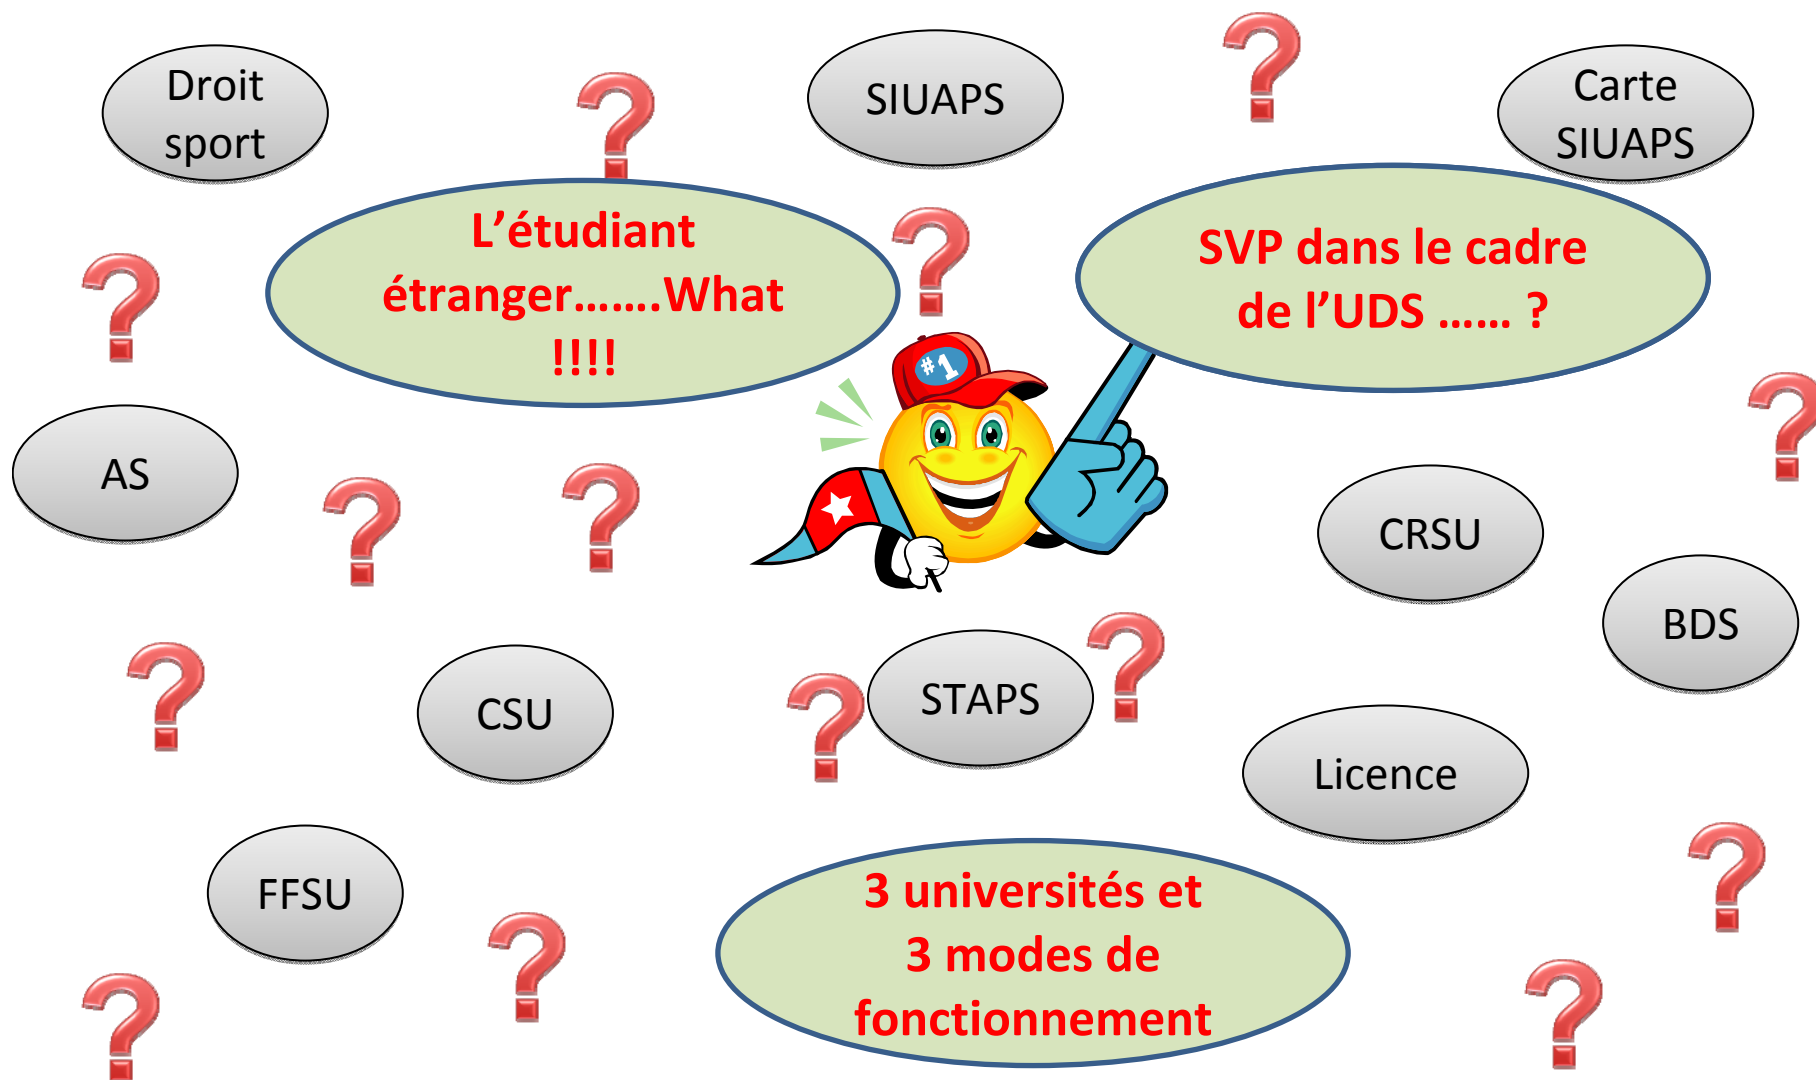 Droit
sport
SIUAPS
Carte
SIUAPS
L’étudiant
étranger…….What
!!!!
SVP dans le cadre
de l’UDS …… ?
#1
AS
CRSU
BDS
CSU
STAPS
Licence
FFSU
3 universités et
3 modes de
fonctionnement